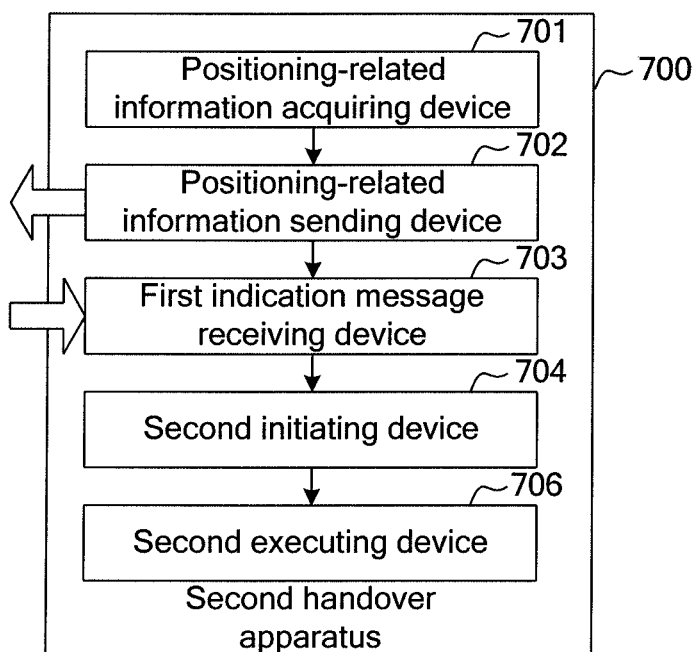 701
Positioning-related
information acquiring device
700
702
Positioning-related
information sending device
703
First indication message
receiving device
704
Second initiating device
706
Second executing device
Second handover
apparatus